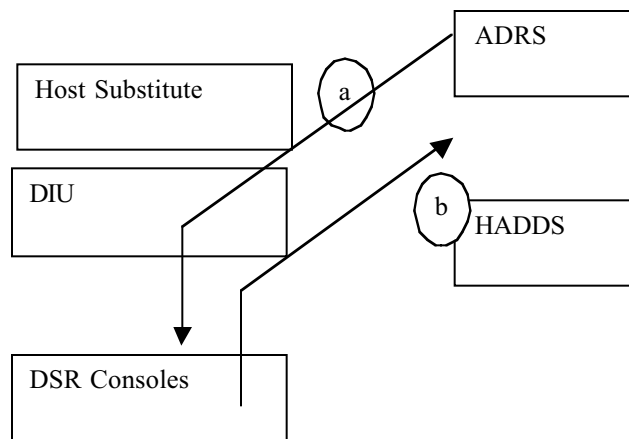 ADRS
Host Substitute
a
DIU
b
HADDS
DSR Consoles